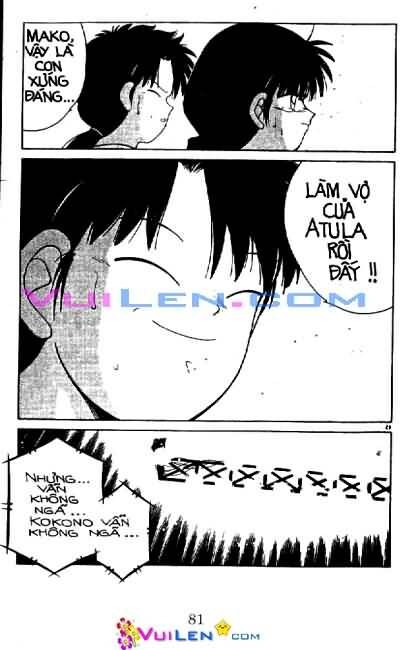 MAKO,
VẬY LÀ
CON
XỨNG
ĐÁNG...
LÀM VỢ
CỦA
ATULA
RỒI
ĐẤY !!
VUILEN.COM
NHƯNG...
VẪN
KHÔNG
NGÃ...
KOKONO VẪN
KHÔNG NGÃ...
81
VUILEN.COM